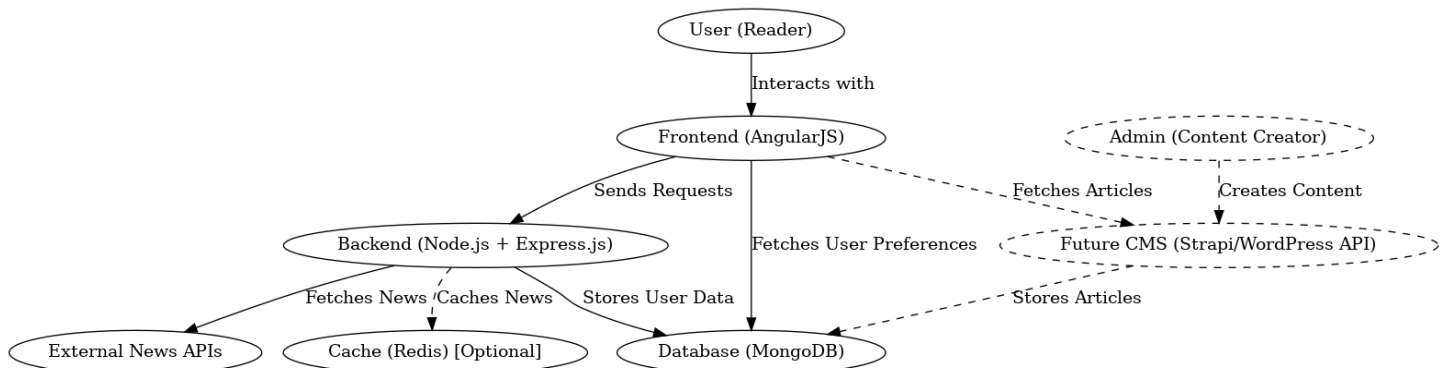 User (Reader)
Interacts with
Frontend (AngularJS)
Admin (Content Creator)
Sends Requests
Fetches Articles
Creates Content
Backend (Node.js + Express.js)
Fetches User Preferences
Future CMS (Strapi/WordPress API)
Fetches News
Caches News
Stores User Data
Stores Articles
External News APIs
Cache (Redis) [Optional]
Database (MongoDB)